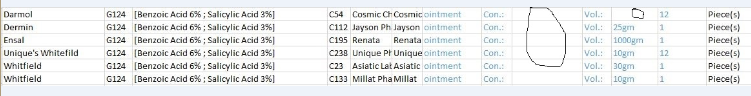 Darmol G124 [Benzoic Acid 6% ; Salicylic Acid 3%] C54 Cosmic Ch Cosmic ointment Con.: Vol.: 12 Piece(s)
Dermin G124 [Benzoic Acid 6% ; Salicylic Acid 3%] C112 Jayson Ph Jayson ointment Con.: Vol.: 25gm 1 Piece(s)
Ensal G124 [Benzoic Acid 6% ; Salicylic Acid 3%] C195 Renata Renata ointment Con.: Vol.: 1000gm 1 Piece(s)
Unique's Whitefild G124 [Benzoic Acid 6% ; Salicylic Acid 3%] C238 Unique Ph Unique ointment Con.: Vol.: 10gm 12 Piece(s)
Whitfield G124 [Benzoic Acid 6% ; Salicylic Acid 3%] C23 Asiatic Lab Asiatic ointment Con.: Vol.: 30gm 1 Piece(s)
Whitfield G124 [Benzoic Acid 6% ; Salicylic Acid 3%] C133 Millat Pha Millat ointment Con.: Vol.: 10gm 1 Piece(s)